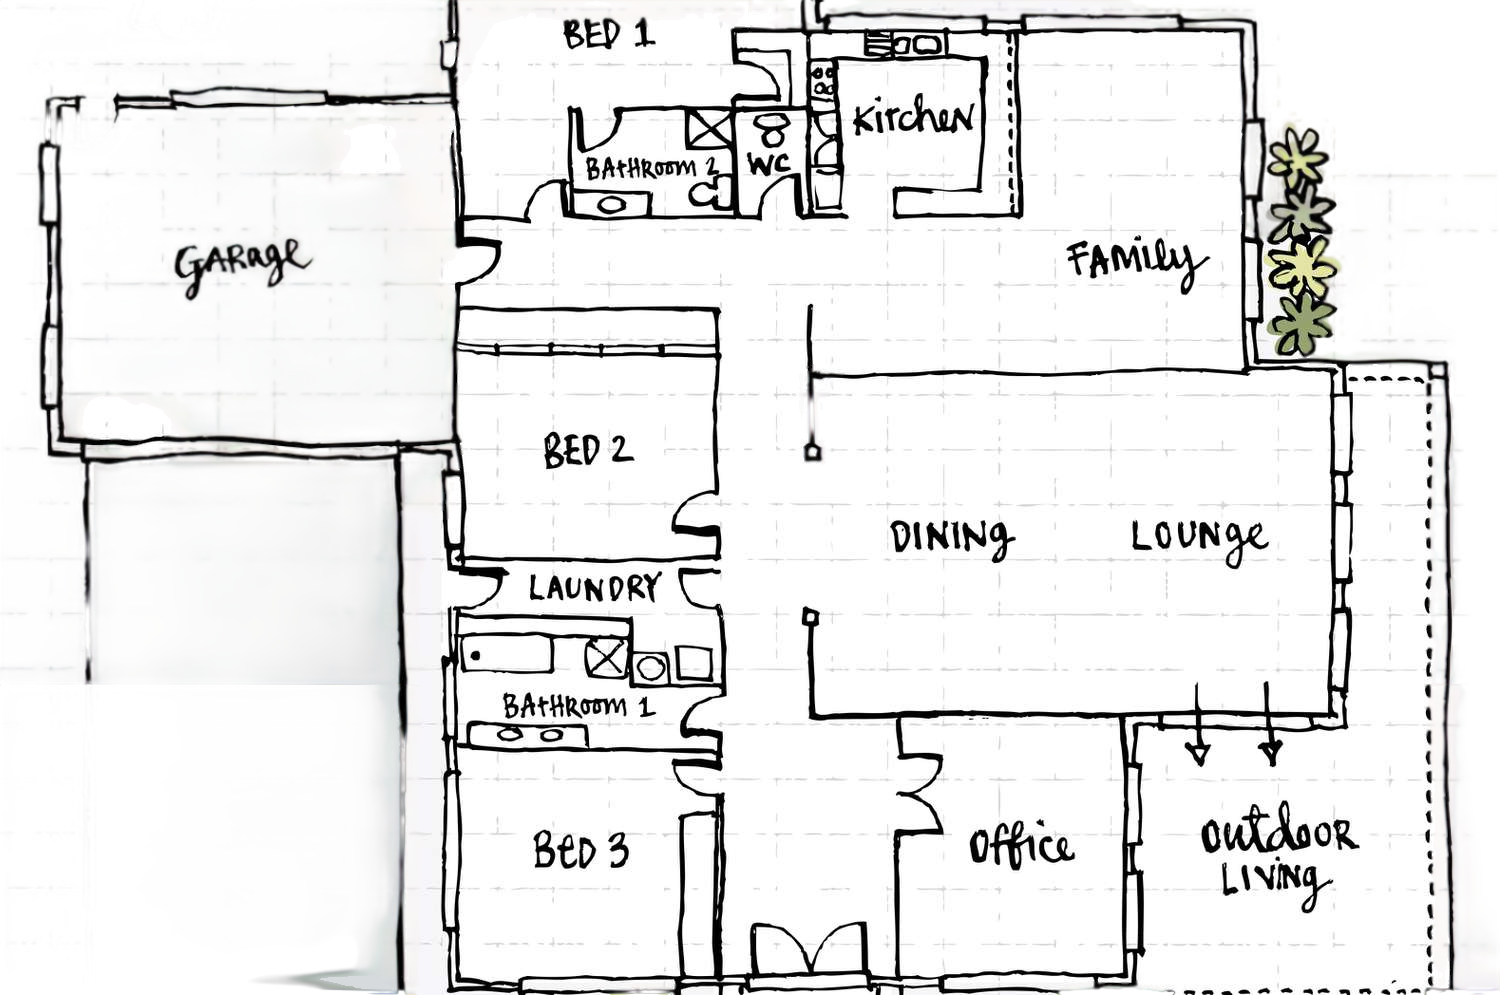 BED 1
KitCHEN
BAtHRoom 2
WC
GARage
FAMily
BED 2
DINING
LOUNge
LAUNDRY
BAtHRoom 1
BED 3
Office
OutdooR
LIVINg